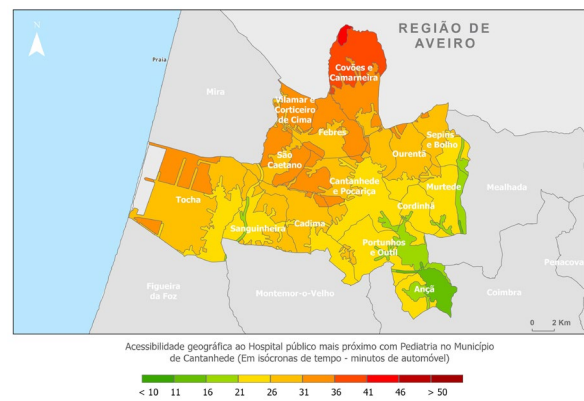 N
REGIÃO DE
AVEIRO
Praia
Covões e
Camarneira
Mira
Vilamar e
Corticeiro
de Cima
Febres
Sepins
e Bolho
Ourentã
São
Caetano
Cantanhede
e Pocariça
Murtede
Mealhada
Tocha
Cordinhã
Sanguinheira
Cadima
Portunhos
e Outil
Penacova
Figueira
da Foz
Montemor-o-Velho
Ançã
Coimbra
0 2 Km
Acessibilidade geográfica ao Hospital público mais próximo com Pediatria no Município
de Cantanhede (Em isócronas de tempo - minutos de automóvel)
< 10 11 16 21 26 31 36 41 46 > 50